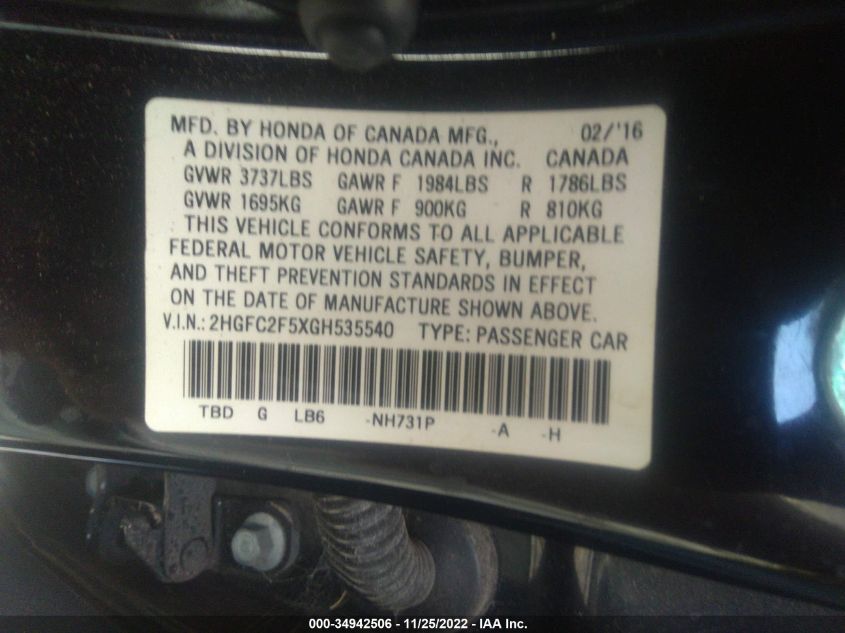 MFD. BY HONDA OF CANADA MFG., 02/'16
A DIVISION OF HONDA CANADA INC. CANADA
GVWR 3737LBS GAWR F 1984LBS R 1786LBS
GVWR 1695KG GAWR F 900KG R 810KG
THIS VEHICLE CONFORMS TO ALL APPLICABLE
FEDERAL MOTOR VEHICLE SAFETY, BUMPER,
AND THEFT PREVENTION STANDARDS IN EFFECT
ON THE DATE OF MANUFACTURE SHOWN ABOVE.
V.I.N.: 2HGFC2F5XGH535540 TYPE: PASSENGER CAR
TBD G LB6 -NH731P -A -H
000-34942506 - 11/25/2022 - IAA Inc.